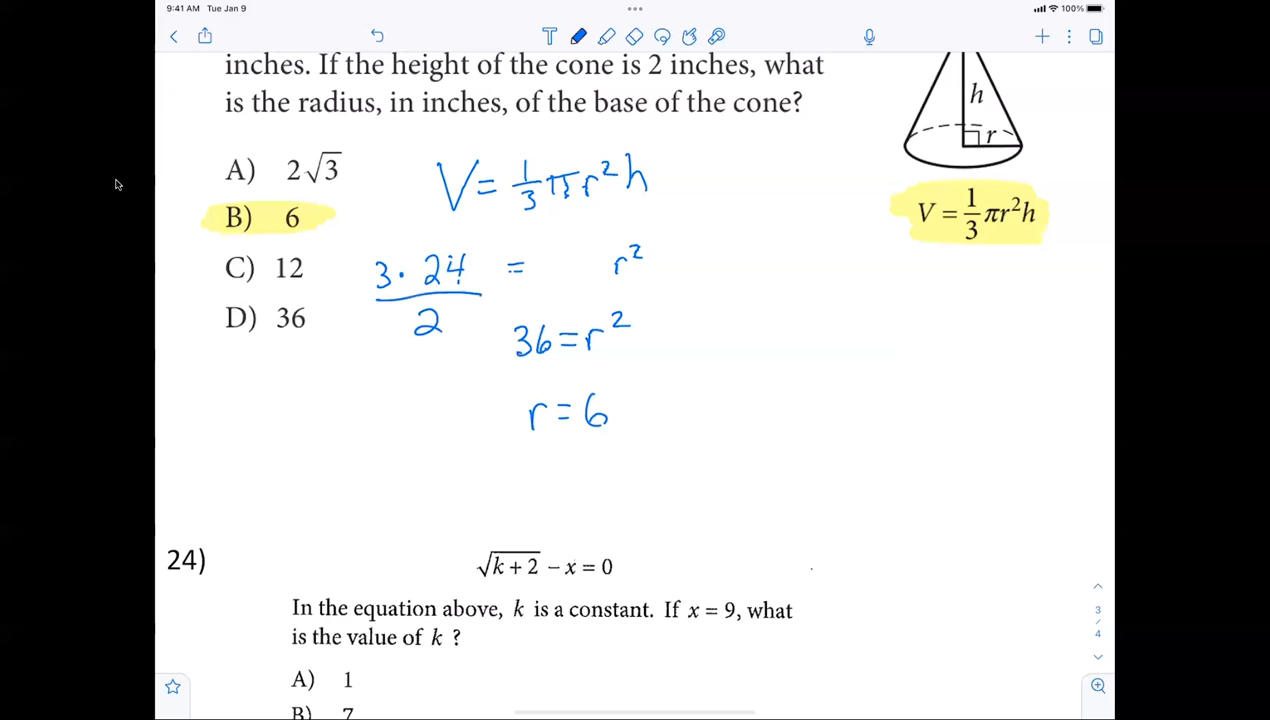 9:41 AM Tue Jan 9
100%
inches. If the height of the cone is 2 inches, what
is the radius, in inches, of the base of the cone?
h
r
A) 2√3
V = 1/3 πr²h
B) 6
V = 1/3 πr²h
C) 12
3 · 24 / 2 = r²
D) 36
36 = r²
r = 6
24)
√k + 2 − x = 0
In the equation above, k is a constant. If x = 9, what
is the value of k ?
A) 1
B) 7
3
/
4